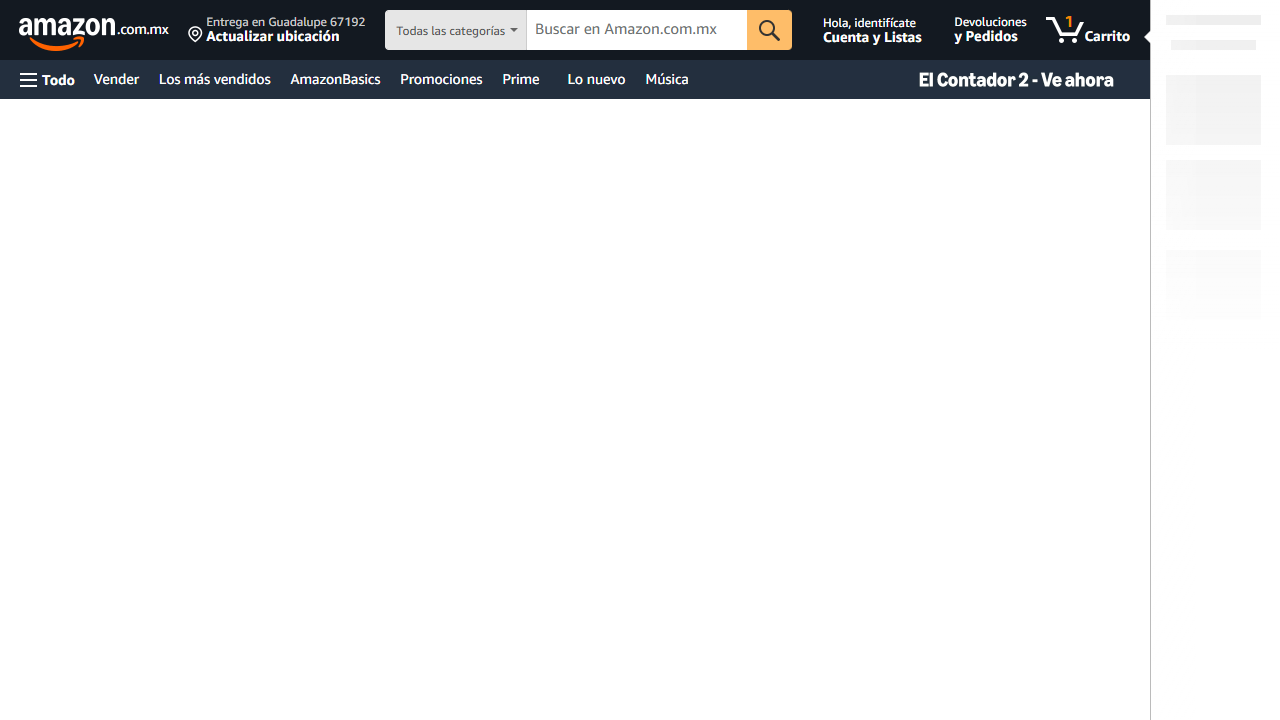 amazon.com.mx
Entrega en Guadalupe 67192
Actualizar ubicación
Todas las categorías
Buscar en Amazon.com.mx
Hola, identifícate
Cuenta y Listas
Devoluciones
y Pedidos
1
Carrito
Todo
Vender
Los más vendidos
AmazonBasics
Promociones
Prime
Lo nuevo
Música
El Contador 2 - Ve ahora